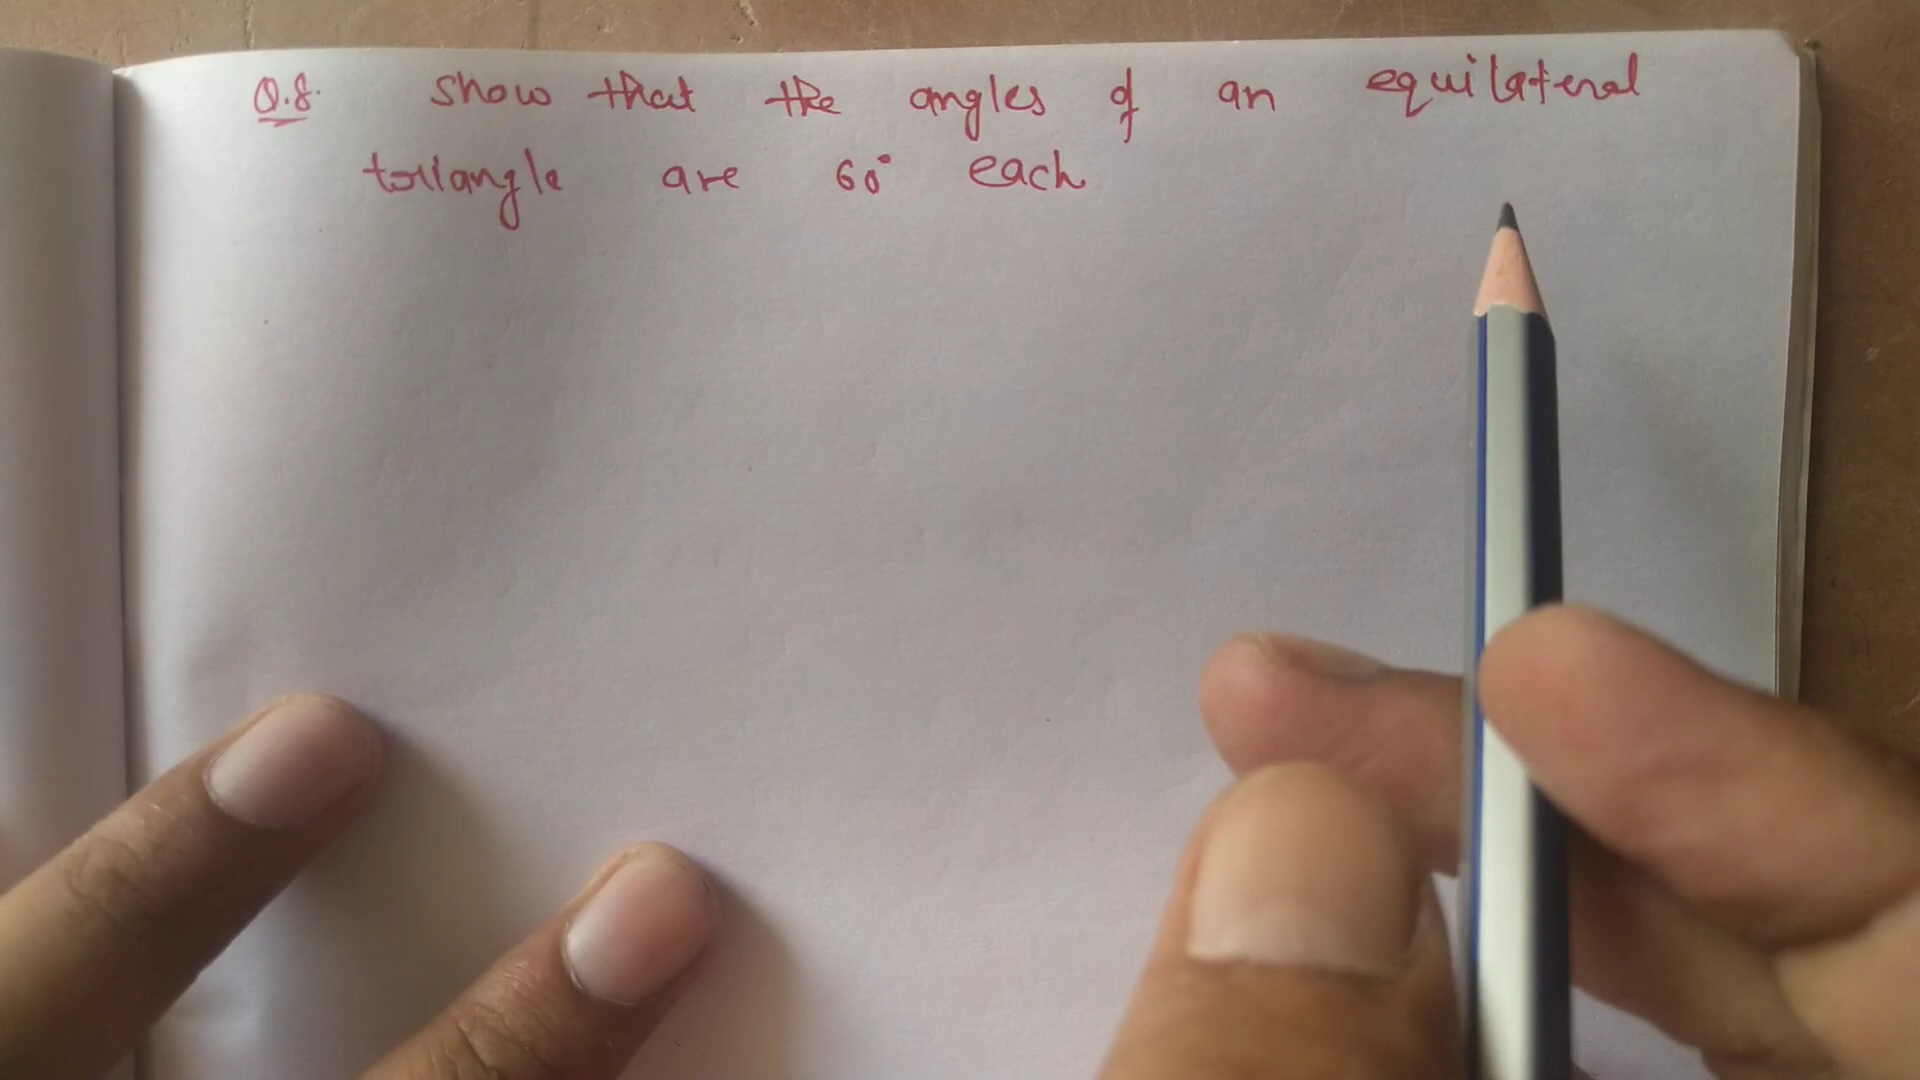 Q.8. Show that the angles of an equilateral
triangle are 60° each